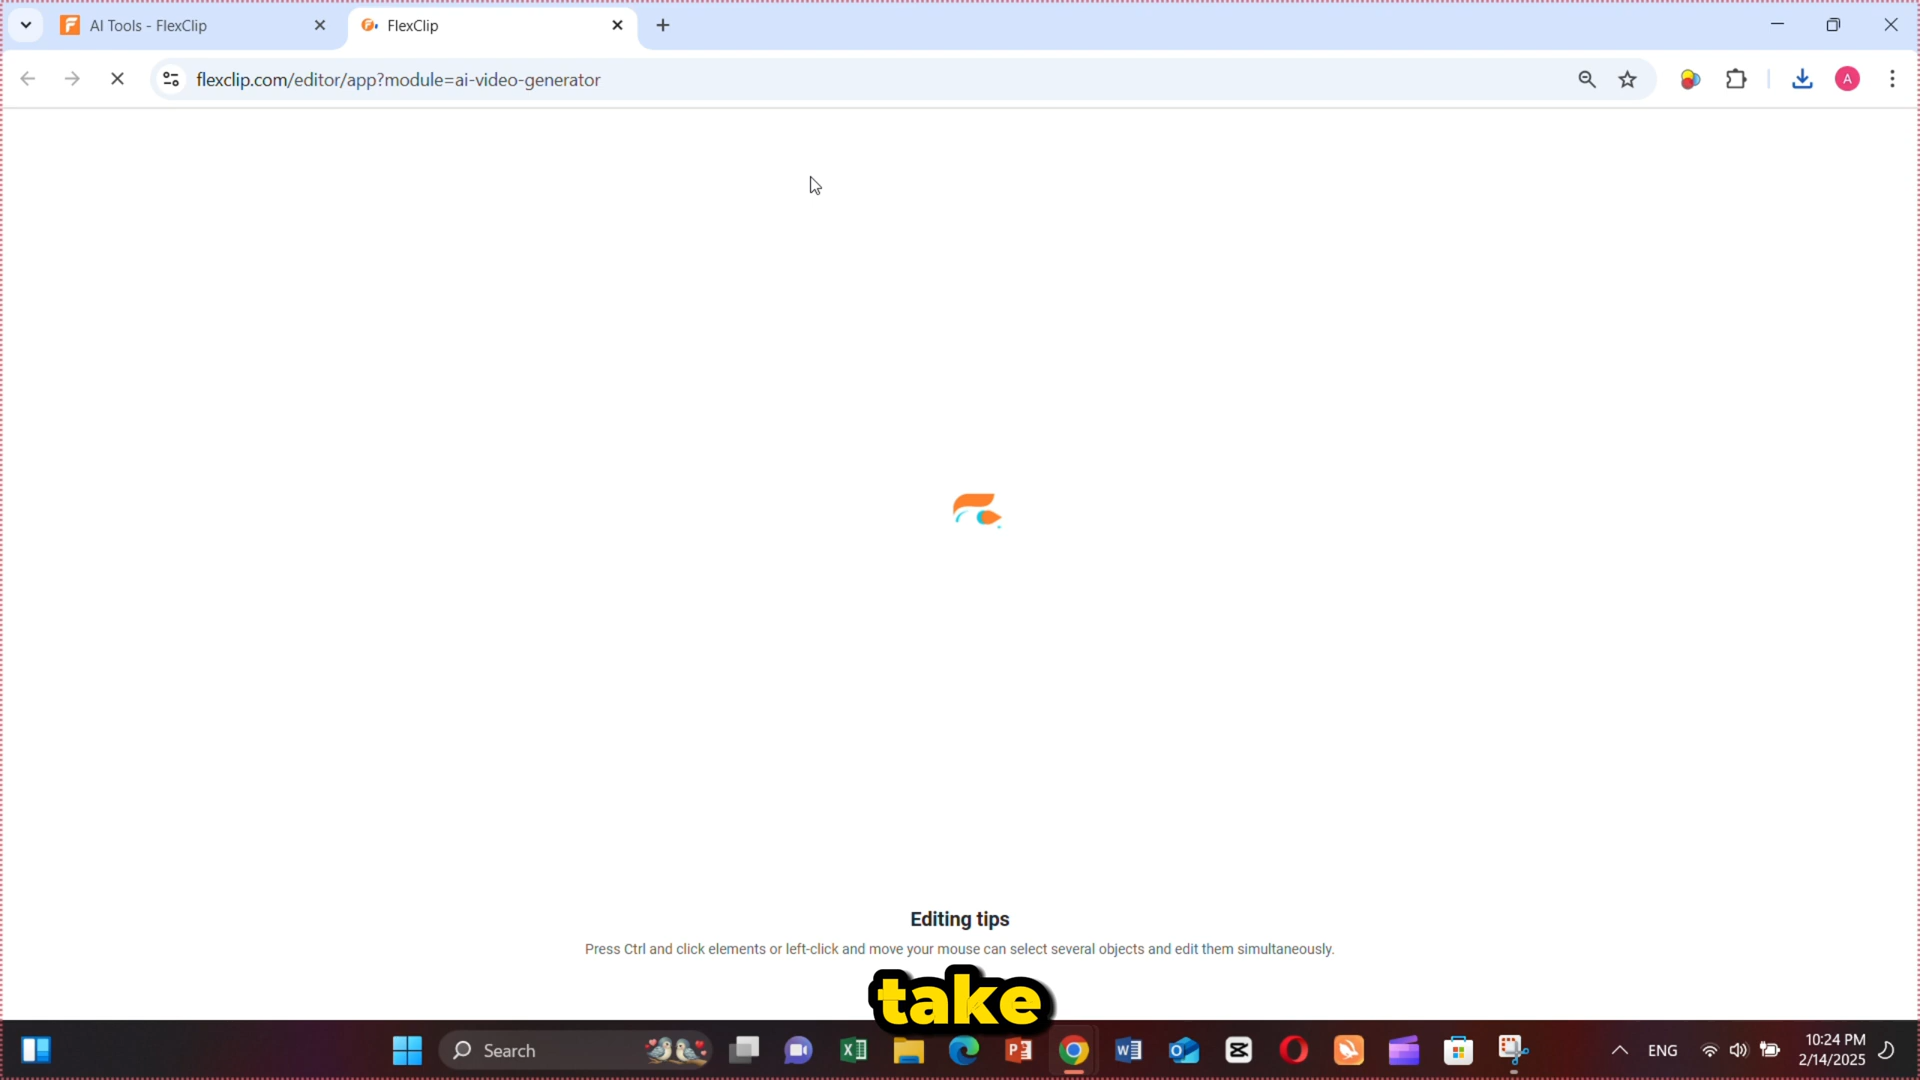 AI Tools - FlexClip
FlexClip
flexclip.com/editor/app?module=ai-video-generator
A
Editing tips
Press Ctrl and click elements or left-click and move your mouse can select several objects and edit them simultaneously.
take
Search
ENG
10:24 PM
2/14/2025